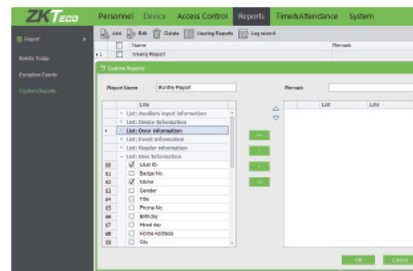 ZKTeco
Personnel Device Access Control Reports Time&Attendance System
Report
Add Edit Delete Viewing Reports Log record
Name Remark
1 Weekly Report
Events Today
Exception Events
Custom Reports
Custom Reports
Report Name Monthly Report Remark
List
List: Auxiliary input information
List: Device Information
List: Door Information
List: Event Information
List: Reader Information
List: User Information
User ID
Badge No.
Name
Gender
Title
Phone No.
Birthday
Hired day
Home Address
City
List
OK Cancel